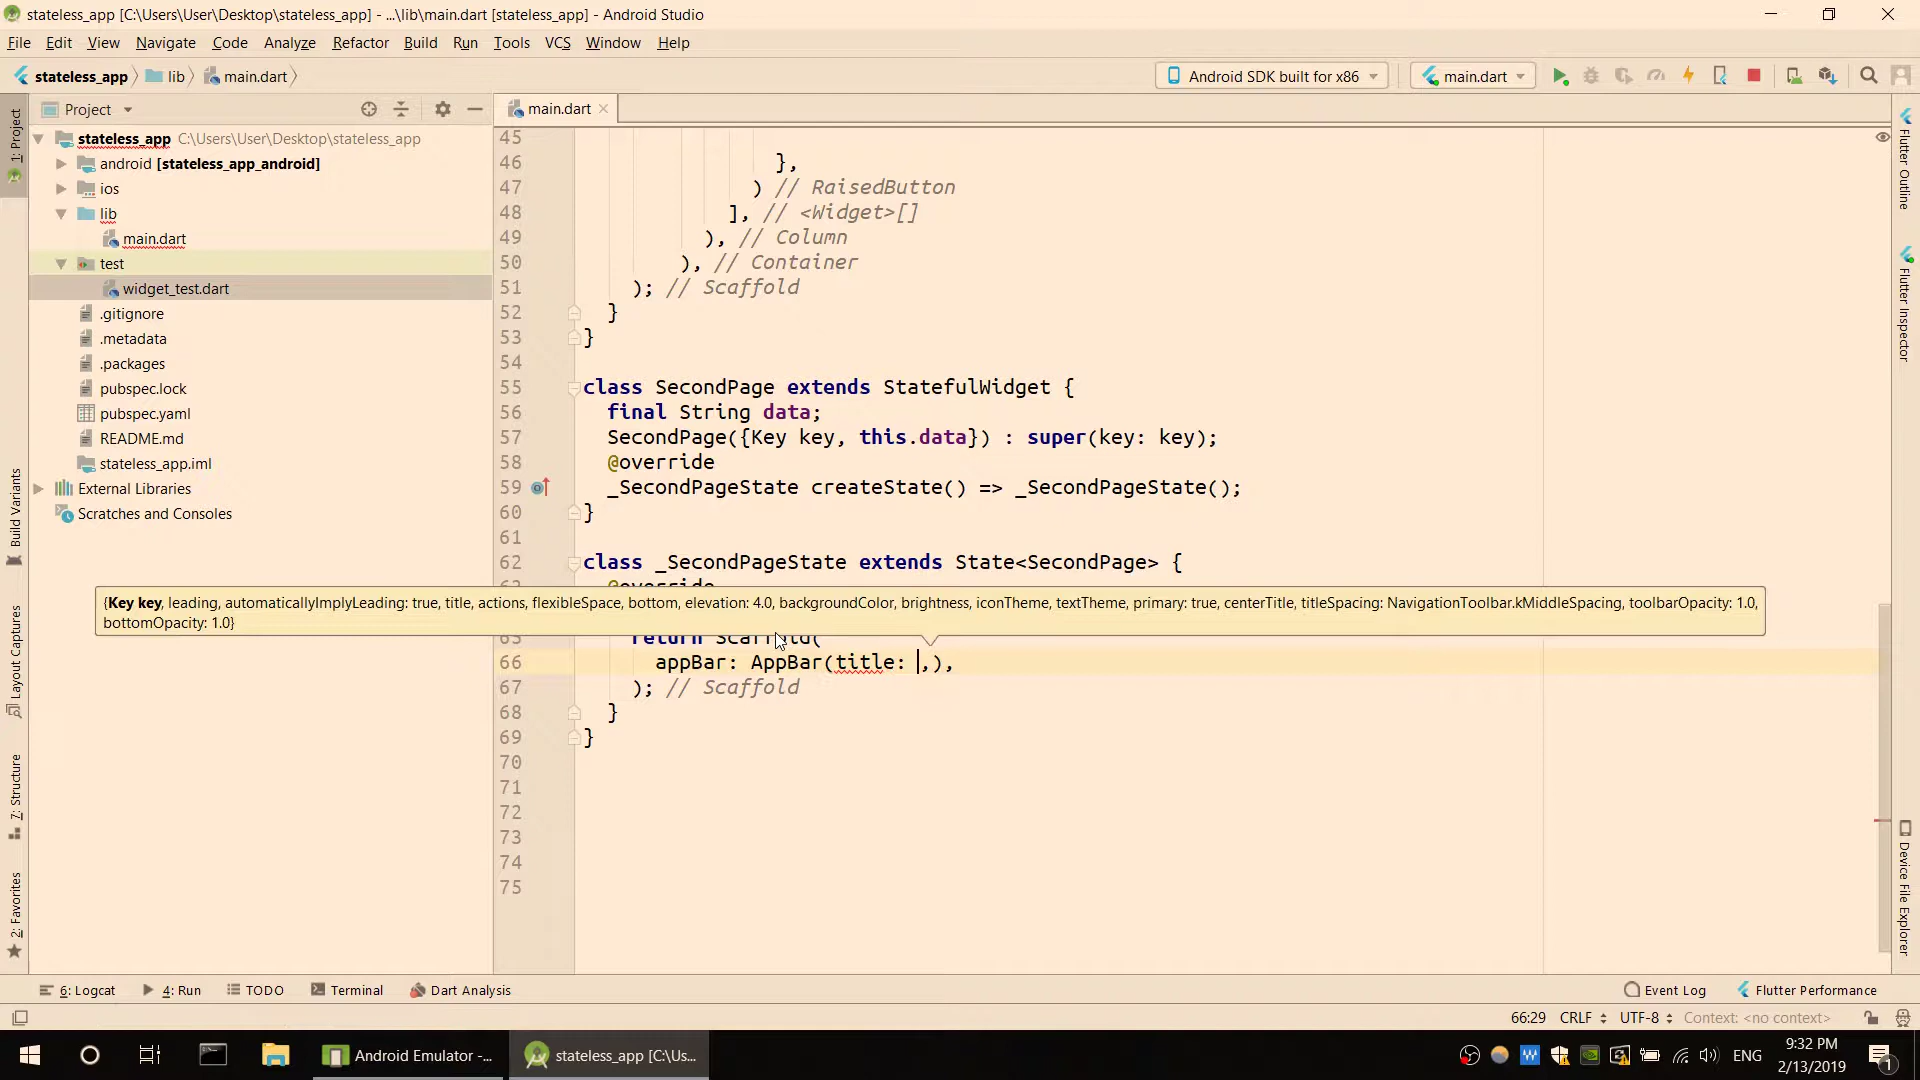 stateless_app [C:\Users\User\Desktop\stateless_app] - ...\lib\main.dart [stateless_app] - Android Studio
File Edit View Navigate Code Analyze Refactor Build Run Tools VCS Window Help
stateless_app lib main.dart Android SDK built for x86 main.dart
1: Project
Build Variants
Layout Captures
7: Structure
2: Favorites
Project
stateless_app C:\Users\User\Desktop\stateless_app
android [stateless_app_android]
ios
lib
main.dart
test
widget_test.dart
.gitignore
.metadata
.packages
pubspec.lock
pubspec.yaml
README.md
stateless_app.iml
External Libraries
Scratches and Consoles
main.dart
45
46 },
47 ) // RaisedButton
48 ], // <Widget>[]
49 ), // Column
50 ), // Container
51 ); // Scaffold
52 }
53 }
54
55 class SecondPage extends StatefulWidget {
56 final String data;
57 SecondPage({Key key, this.data}) : super(key: key);
58 @override
59 _SecondPageState createState() => _SecondPageState();
60 }
61
62 class _SecondPageState extends State<SecondPage> {
63 @override
{Key key, leading, automaticallyImplyLeading: true, title, actions, flexibleSpace, bottom, elevation: 4.0, backgroundColor, brightness, iconTheme, textTheme, primary: true, centerTitle, titleSpacing: NavigationToolbar.kMiddleSpacing, toolbarOpacity: 1.0,
bottomOpacity: 1.0}
65 return Scaffold(
66 appBar: AppBar(title: ,),
67 ); // Scaffold
68 }
69 }
70
71
72
73
74
75
Flutter Outline
Flutter Inspector
Device File Explorer
6: Logcat 4: Run TODO Terminal Dart Analysis Event Log Flutter Performance
66:29 CRLF UTF-8 Context: <no context>
Android Emulator -... stateless_app [C:\Us... ENG 9:32 PM
2/13/2019
1